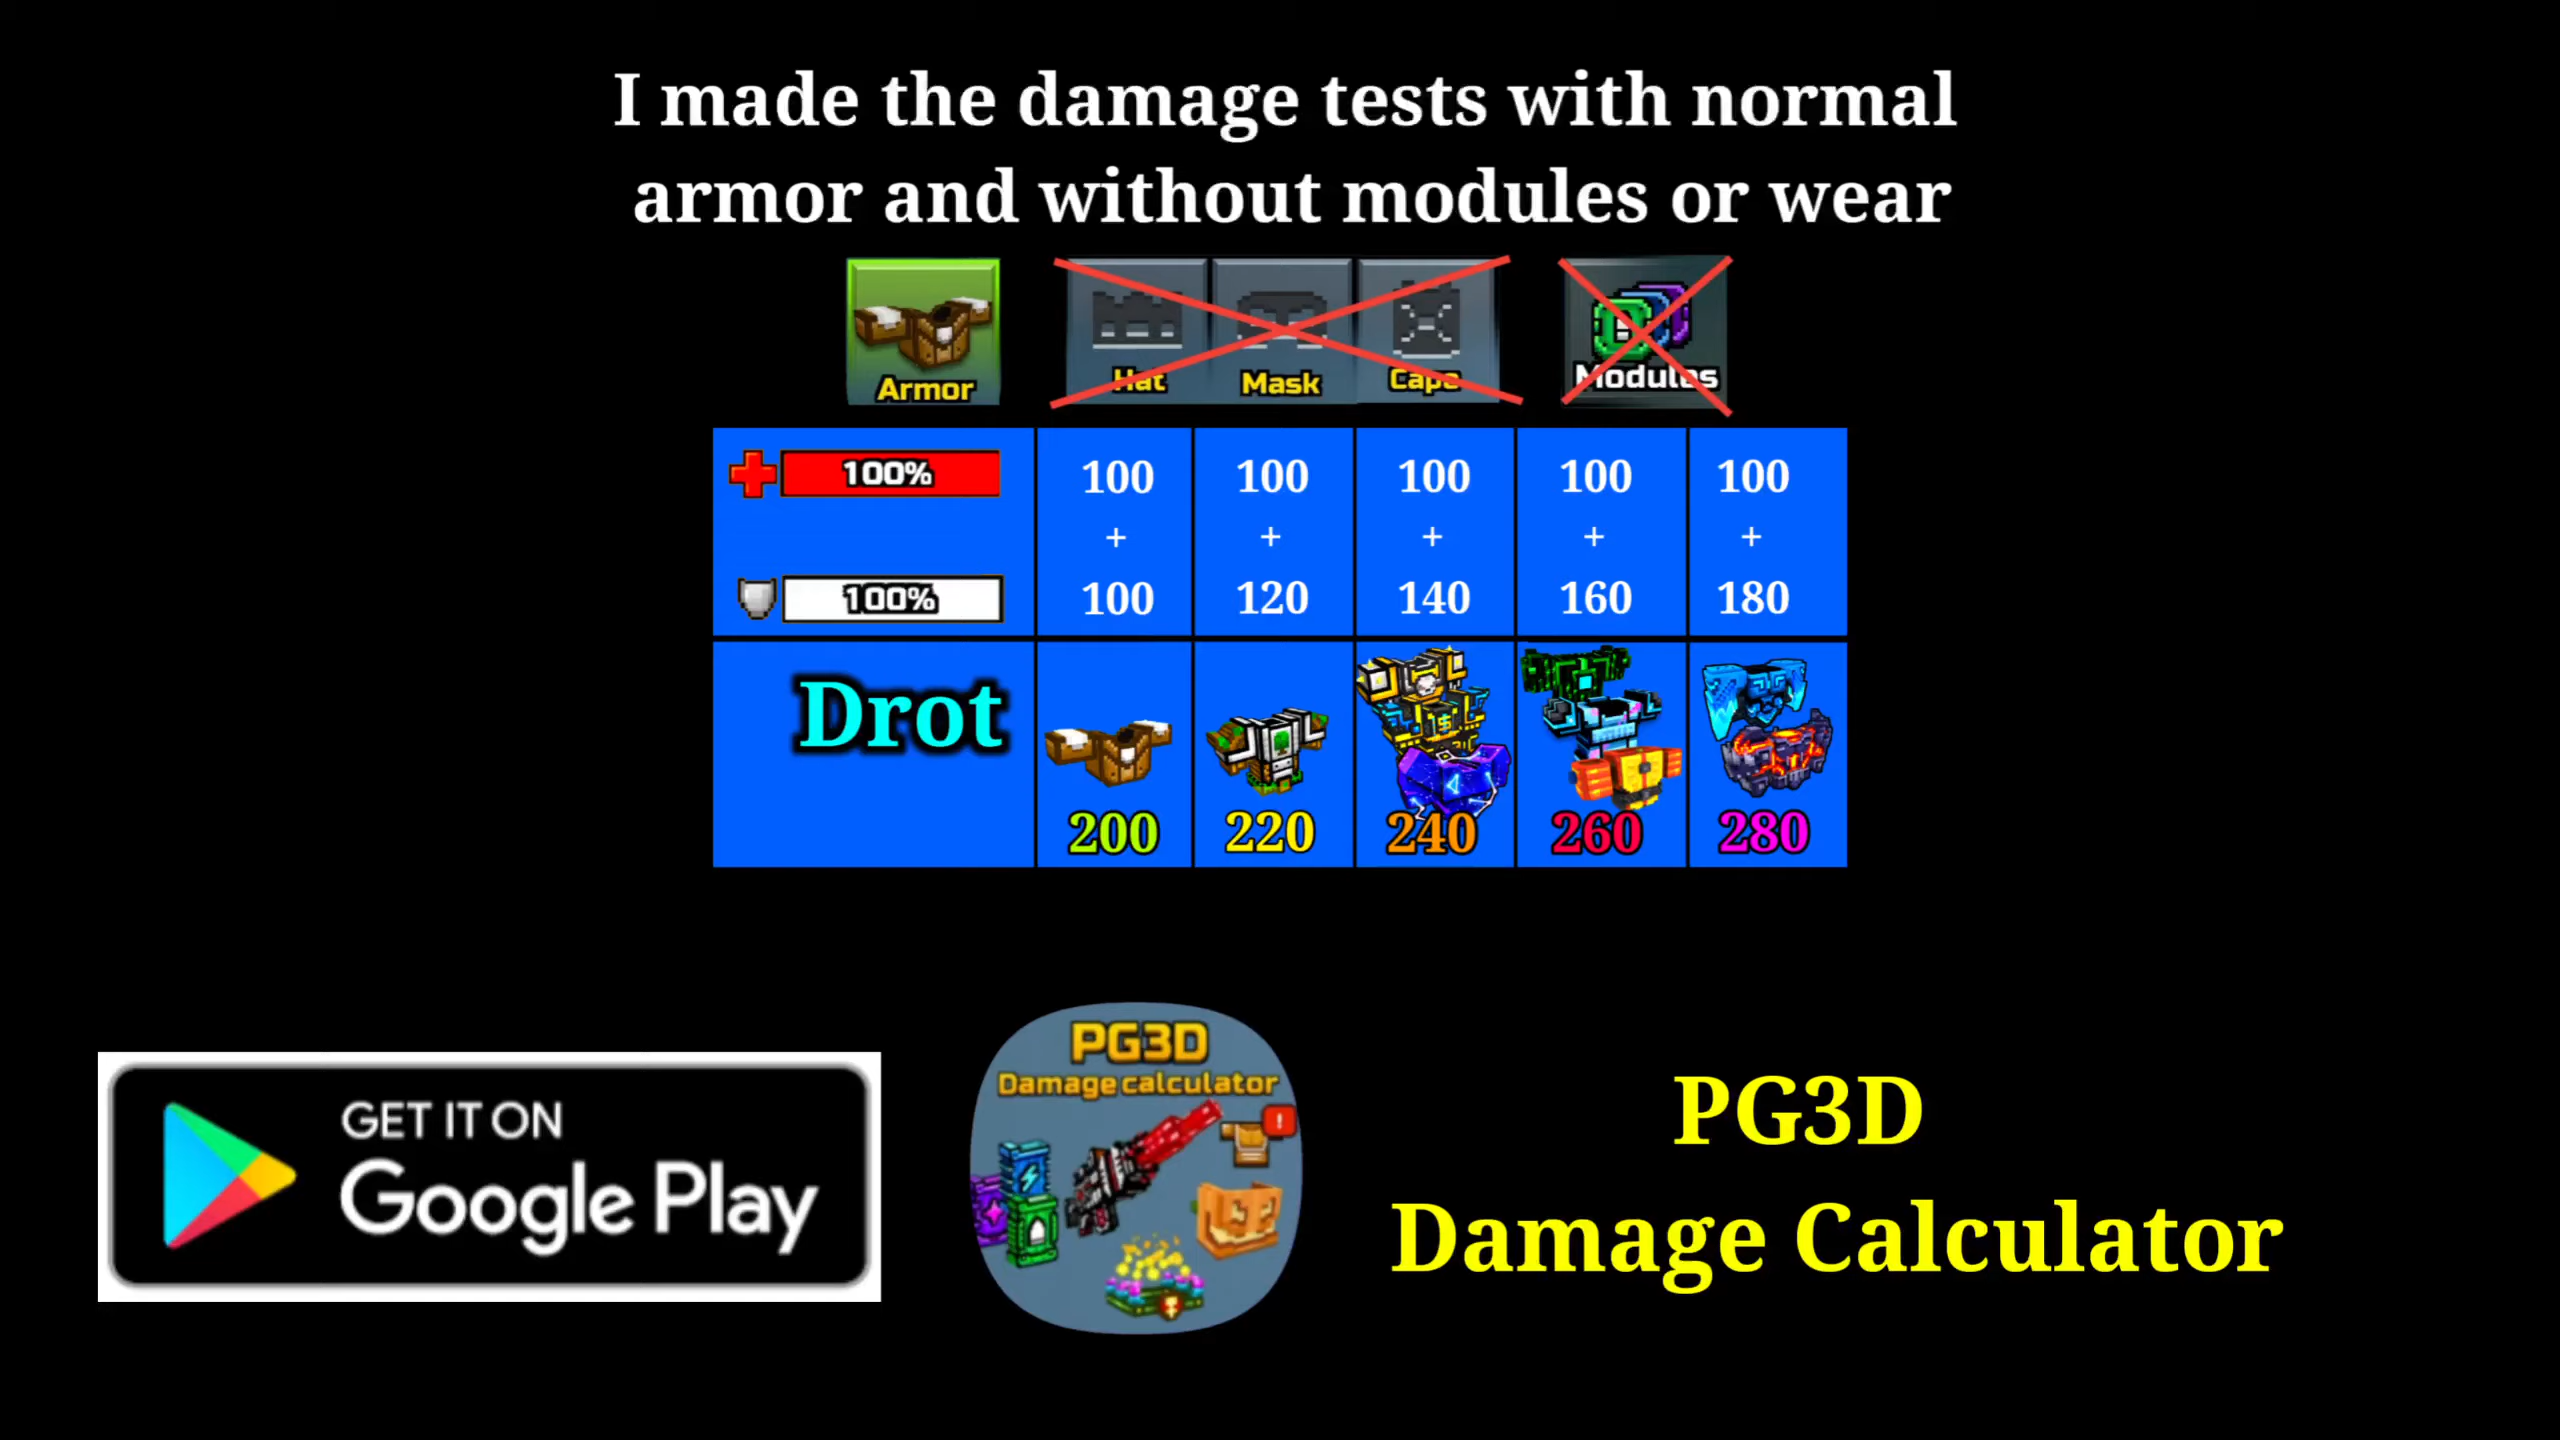 I made the damage tests with normal
armor and without modules or wear
Armor
Hat Mask Cape
Modules
100% 100 100 100 100 100
+ + + + +
100% 100 120 140 160 180
Drot
200 220 240 260 280
GET IT ON
Google Play
PG3D
Damage calculator
!
PG3D
Damage Calculator